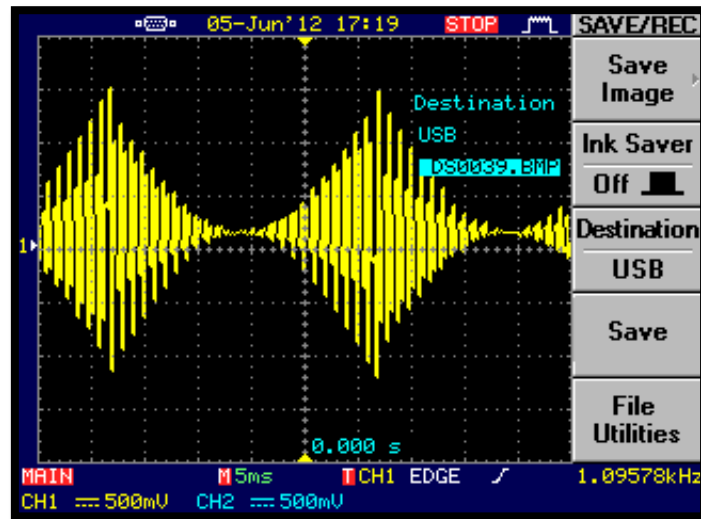 05-Jun'12 17:19 STOP
SAVE/REC
Save
Image
Destination
USB
DS0039.BMP
Ink Saver
Off
Destination
USB
1
Save
File
Utilities
0.000 s
MAIN M 5ms T CH1 EDGE 1.09578kHz
CH1 500mV CH2 500mV